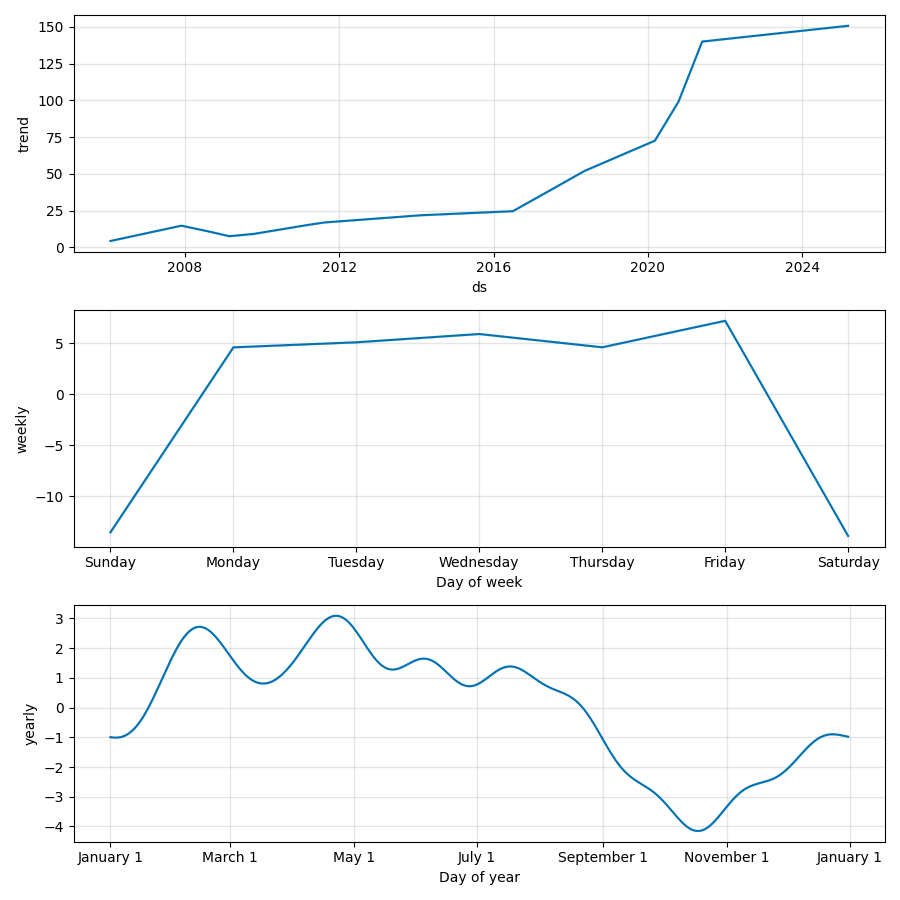 150
125
100
75
50
25
0
trend
2008 2012 2016 2020 2024
ds
5
0
−5
−10
weekly
Sunday Monday Tuesday Wednesday Thursday Friday Saturday
Day of week
3
2
1
0
−1
−2
−3
−4
yearly
January 1 March 1 May 1 July 1 September 1 November 1 January 1
Day of year